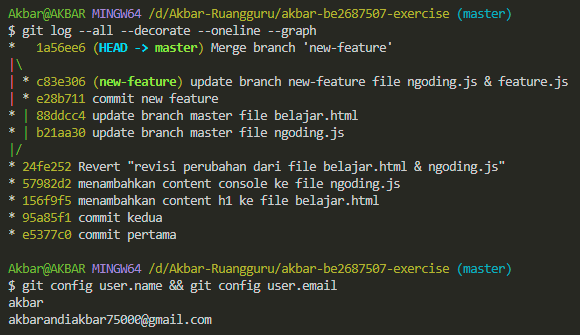 Akbar@AKBAR MINGW64 /d/Akbar-Ruangguru/akbar-be2687507-exercise (master)
$ git log --all --decorate --oneline --graph
*   1a56ee6 (HEAD -> master) Merge branch 'new-feature'
|\
| * c83e306 (new-feature) update branch new-feature file ngoding.js & feature.js
| * e28b711 commit new feature
* | 88ddcc4 update branch master file belajar.html
* | b21aa30 update branch master file ngoding.js
|/
* 24fe252 Revert "revisi perubahan dari file belajar.html & ngoding.js"
* 57982d2 menambahkan content console ke file ngoding.js
* 156f9f5 menambahkan content h1 ke file belajar.html
* 95a85f1 commit kedua
* e5377c0 commit pertama

Akbar@AKBAR MINGW64 /d/Akbar-Ruangguru/akbar-be2687507-exercise (master)
$ git config user.name && git config user.email
akbar
akbarandiakbar75000@gmail.com